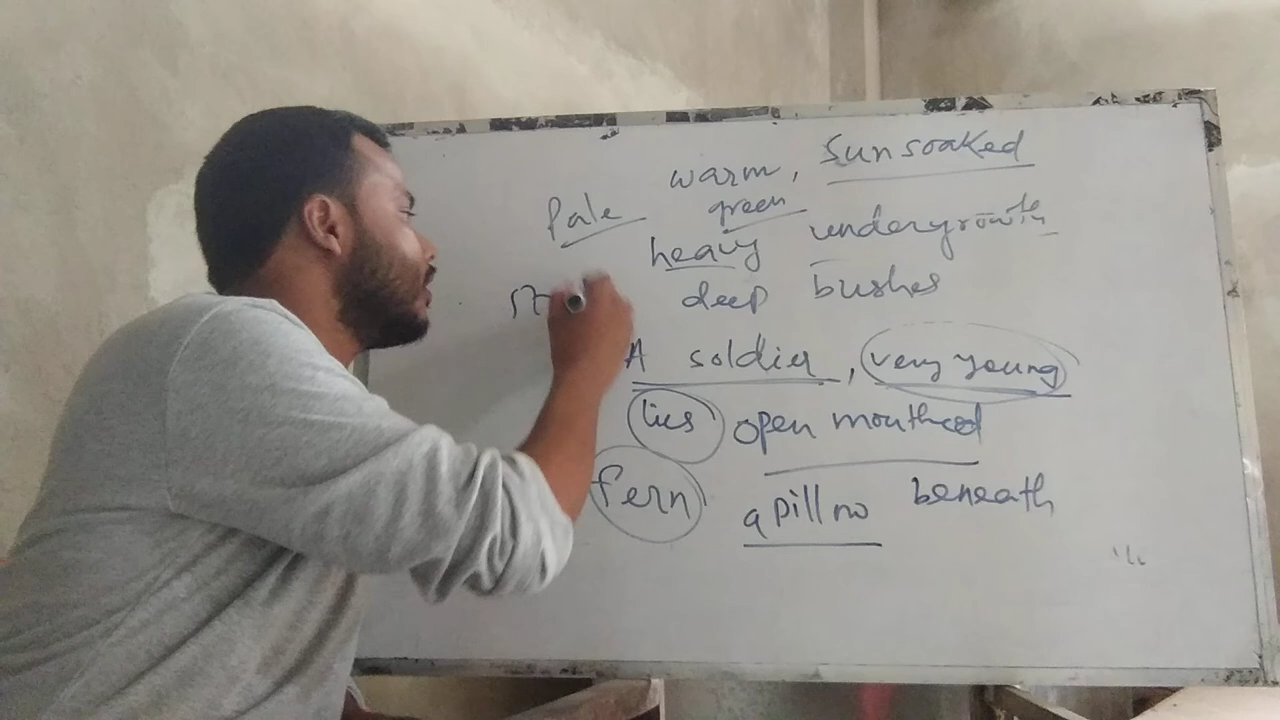 warm, Sunsoaked
Pale green
heavy undergrowth
deep bushes
A soldier, very young
lies open mouthed
fern a pillow beneath